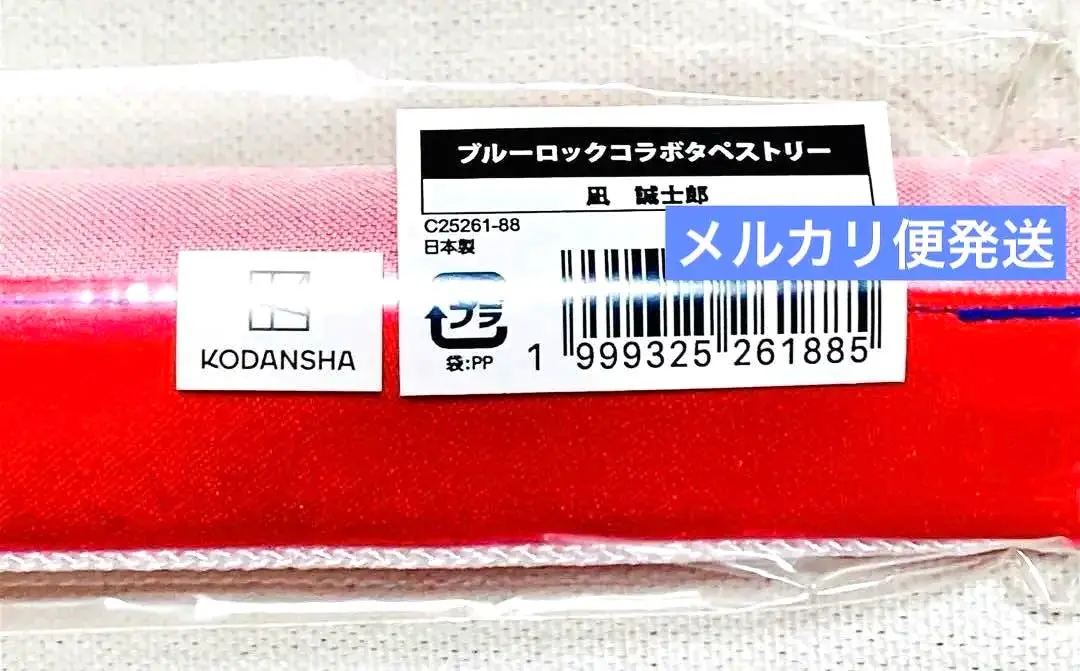 ブルーロックコラボタペストリー
凪 誠士郎
C25261-88
日本製
メルカリ便発送
プラ
袋:PP
1 999325 261885
KODANSHA